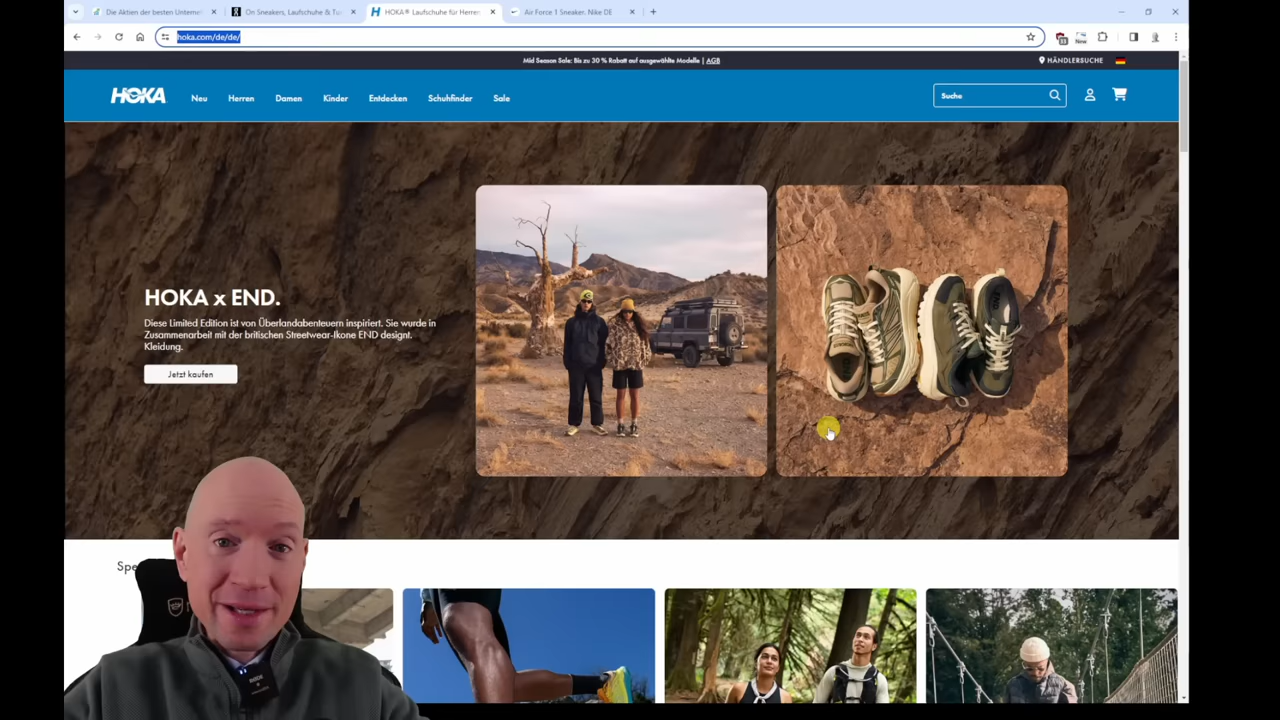 Die Aktien der besten Unterneh
On Sneakers, Laufschuhe & Tu
HOKA® Laufschuhe für Herren
Air Force 1 Sneaker. Nike DE
hoka.com/de/de/
New
Mid Season Sale: Bis zu 30 % Rabatt auf ausgewählte Modelle | AGB
HÄNDLERSUCHE
HOKA
Neu
Herren
Damen
Kinder
Entdecken
Schuhfinder
Sale
Suche
HOKA x END.
Diese Limited Edition ist von Überlandabenteuern inspiriert. Sie wurde in
Zusammenarbeit mit der britischen Streetwear-Ikone END designt.
Kleidung.
Jetzt kaufen
Spe